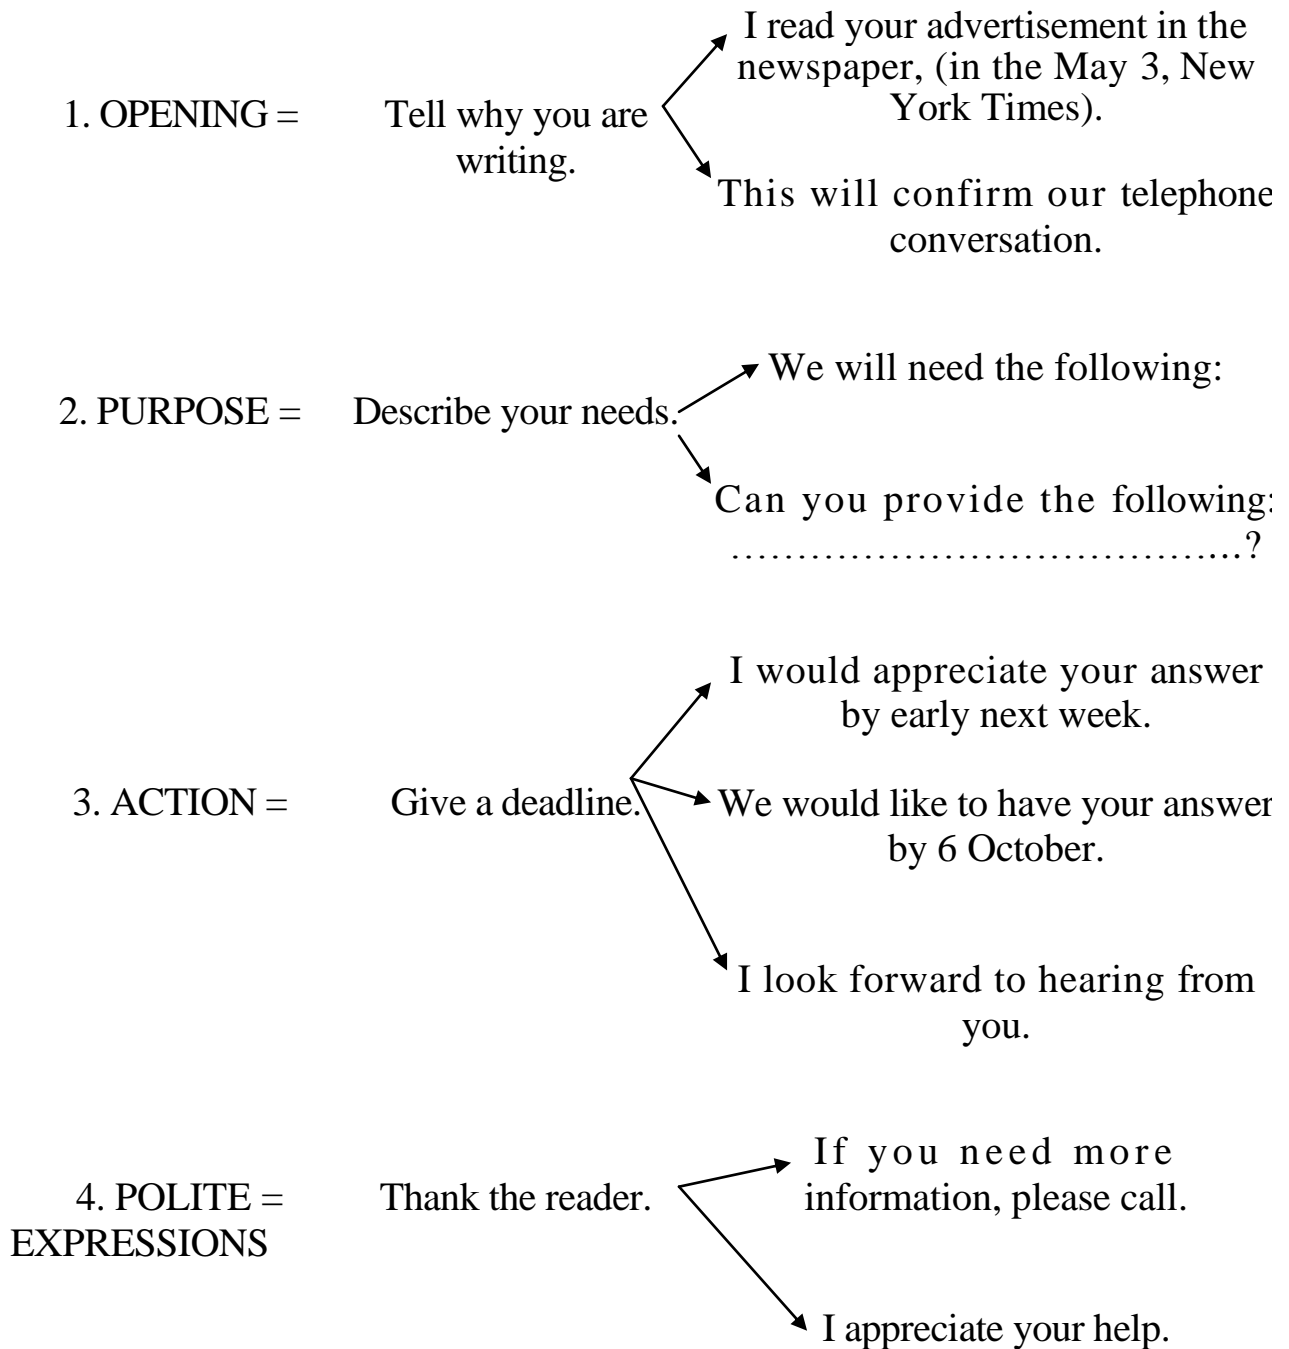 I read your advertisement in the
newspaper, (in the May 3, New
York Times).
1. OPENING =
Tell why you are
writing.
This will confirm our telephone
conversation.
We will need the following:
2. PURPOSE =
Describe your needs.
Can you provide the following:
…………………………………...?
I would appreciate your answer
by early next week.
3. ACTION =
Give a deadline.
We would like to have your answer
by 6 October.
I look forward to hearing from
you.
If you need more
information, please call.
4. POLITE =
EXPRESSIONS
Thank the reader.
I appreciate your help.